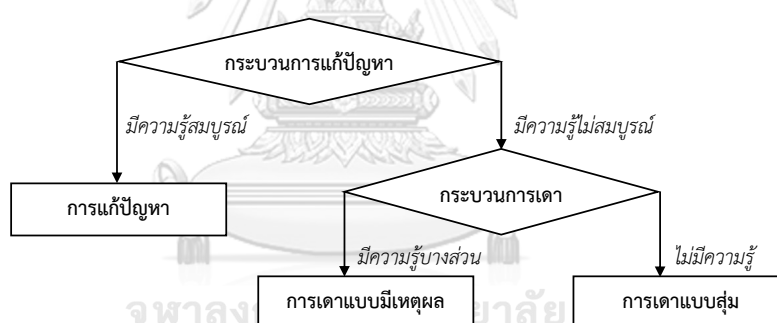 กระบวนการแก้ปัญหา
มีความรู้สมบูรณ์
มีความรู้ไม่สมบูรณ์
การแก้ปัญหา
กระบวนการเดา
มีความรู้บางส่วน
ไม่มีความรู้
การเดาแบบมีเหตุผล
การเดาแบบสุ่ม